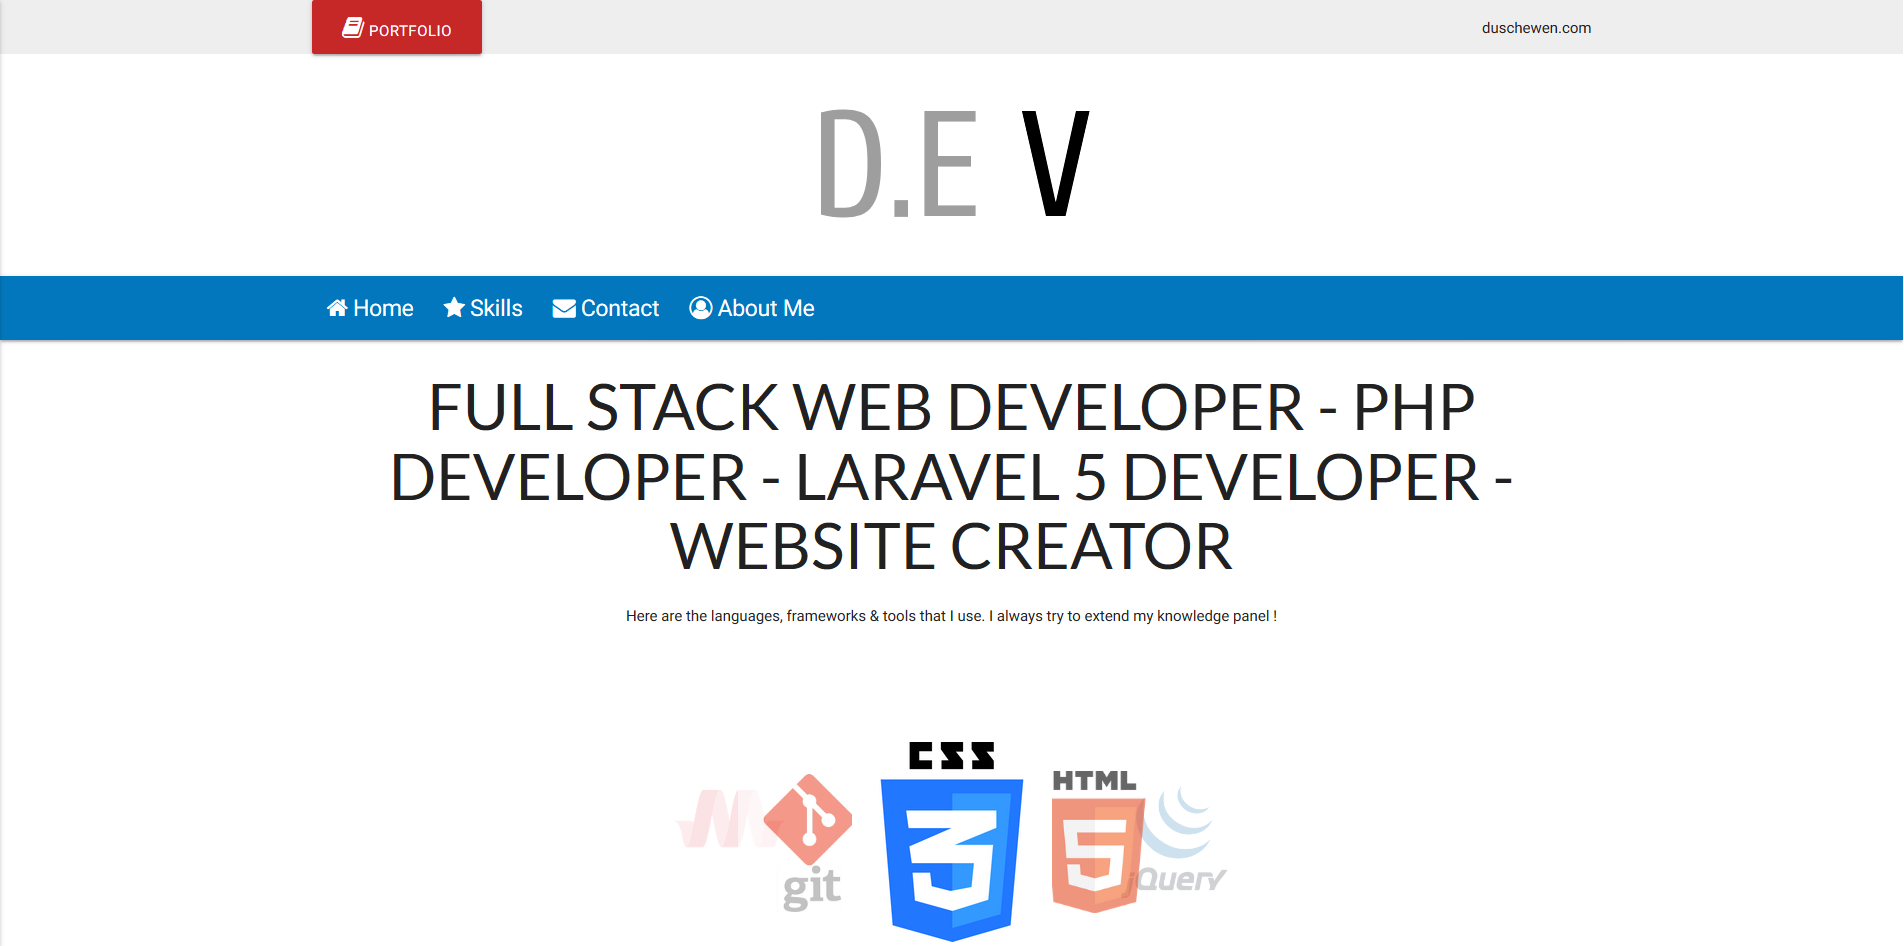 PORTFOLIO
duschewen.com
D.E V
Home Skills Contact About Me
FULL STACK WEB DEVELOPER - PHP
DEVELOPER - LARAVEL 5 DEVELOPER -
WEBSITE CREATOR
Here are the languages, frameworks & tools that I use. I always try to extend my knowledge panel !
CSS
3
HTML
5
git
jQuery